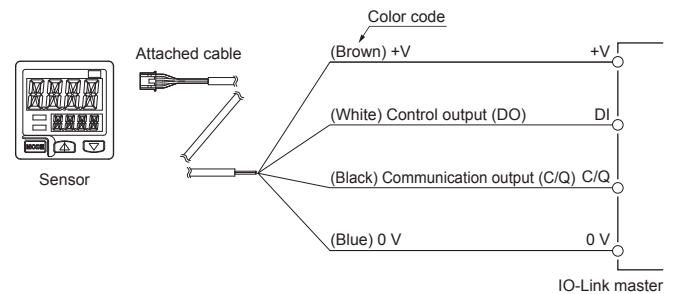 Color code
Attached cable
(Brown) +V +V
(White) Control output (DO) DI
MODE
Sensor
(Black) Communication output (C/Q) C/Q
(Blue) 0 V 0 V
IO-Link master